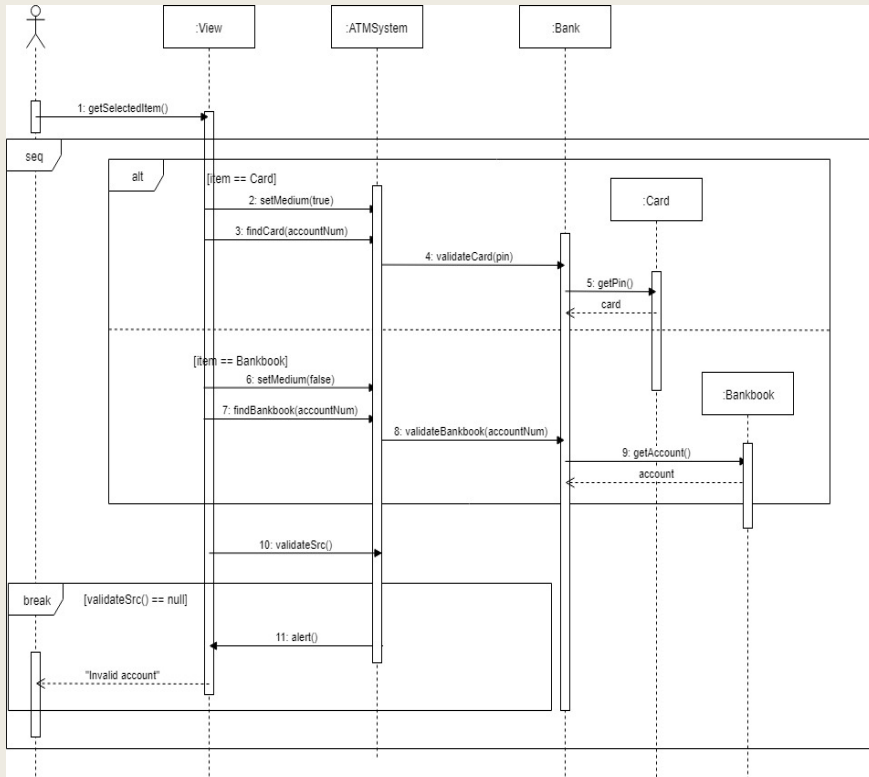 :View
:ATMSystem
:Bank
1: getSelectedItem()
seq
alt
[item == Card]
:Card
2: setMedium(true)
3: findCard(accountNum)
4: validateCard(pin)
5: getPin()
card
[item == Bankbook]
6: setMedium(false)
:Bankbook
7: findBankbook(accountNum)
8: validateBankbook(accountNum)
9: getAccount()
account
10: validateSrc()
break
[validateSrc() == null]
11: alert()
"Invalid account"